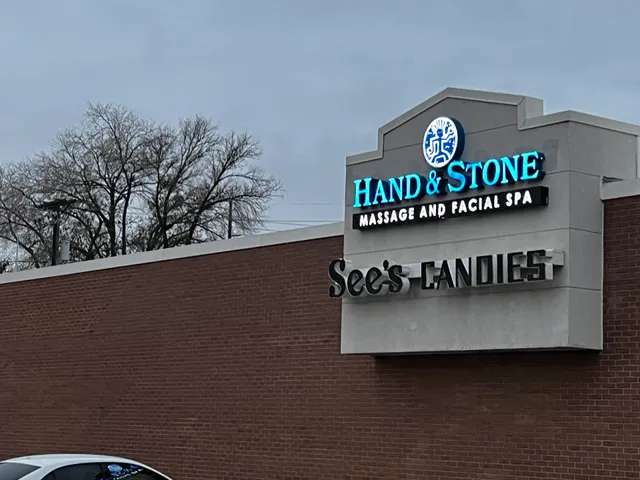 HAND & STONE
MASSAGE AND FACIAL SPA
See's CANDIES